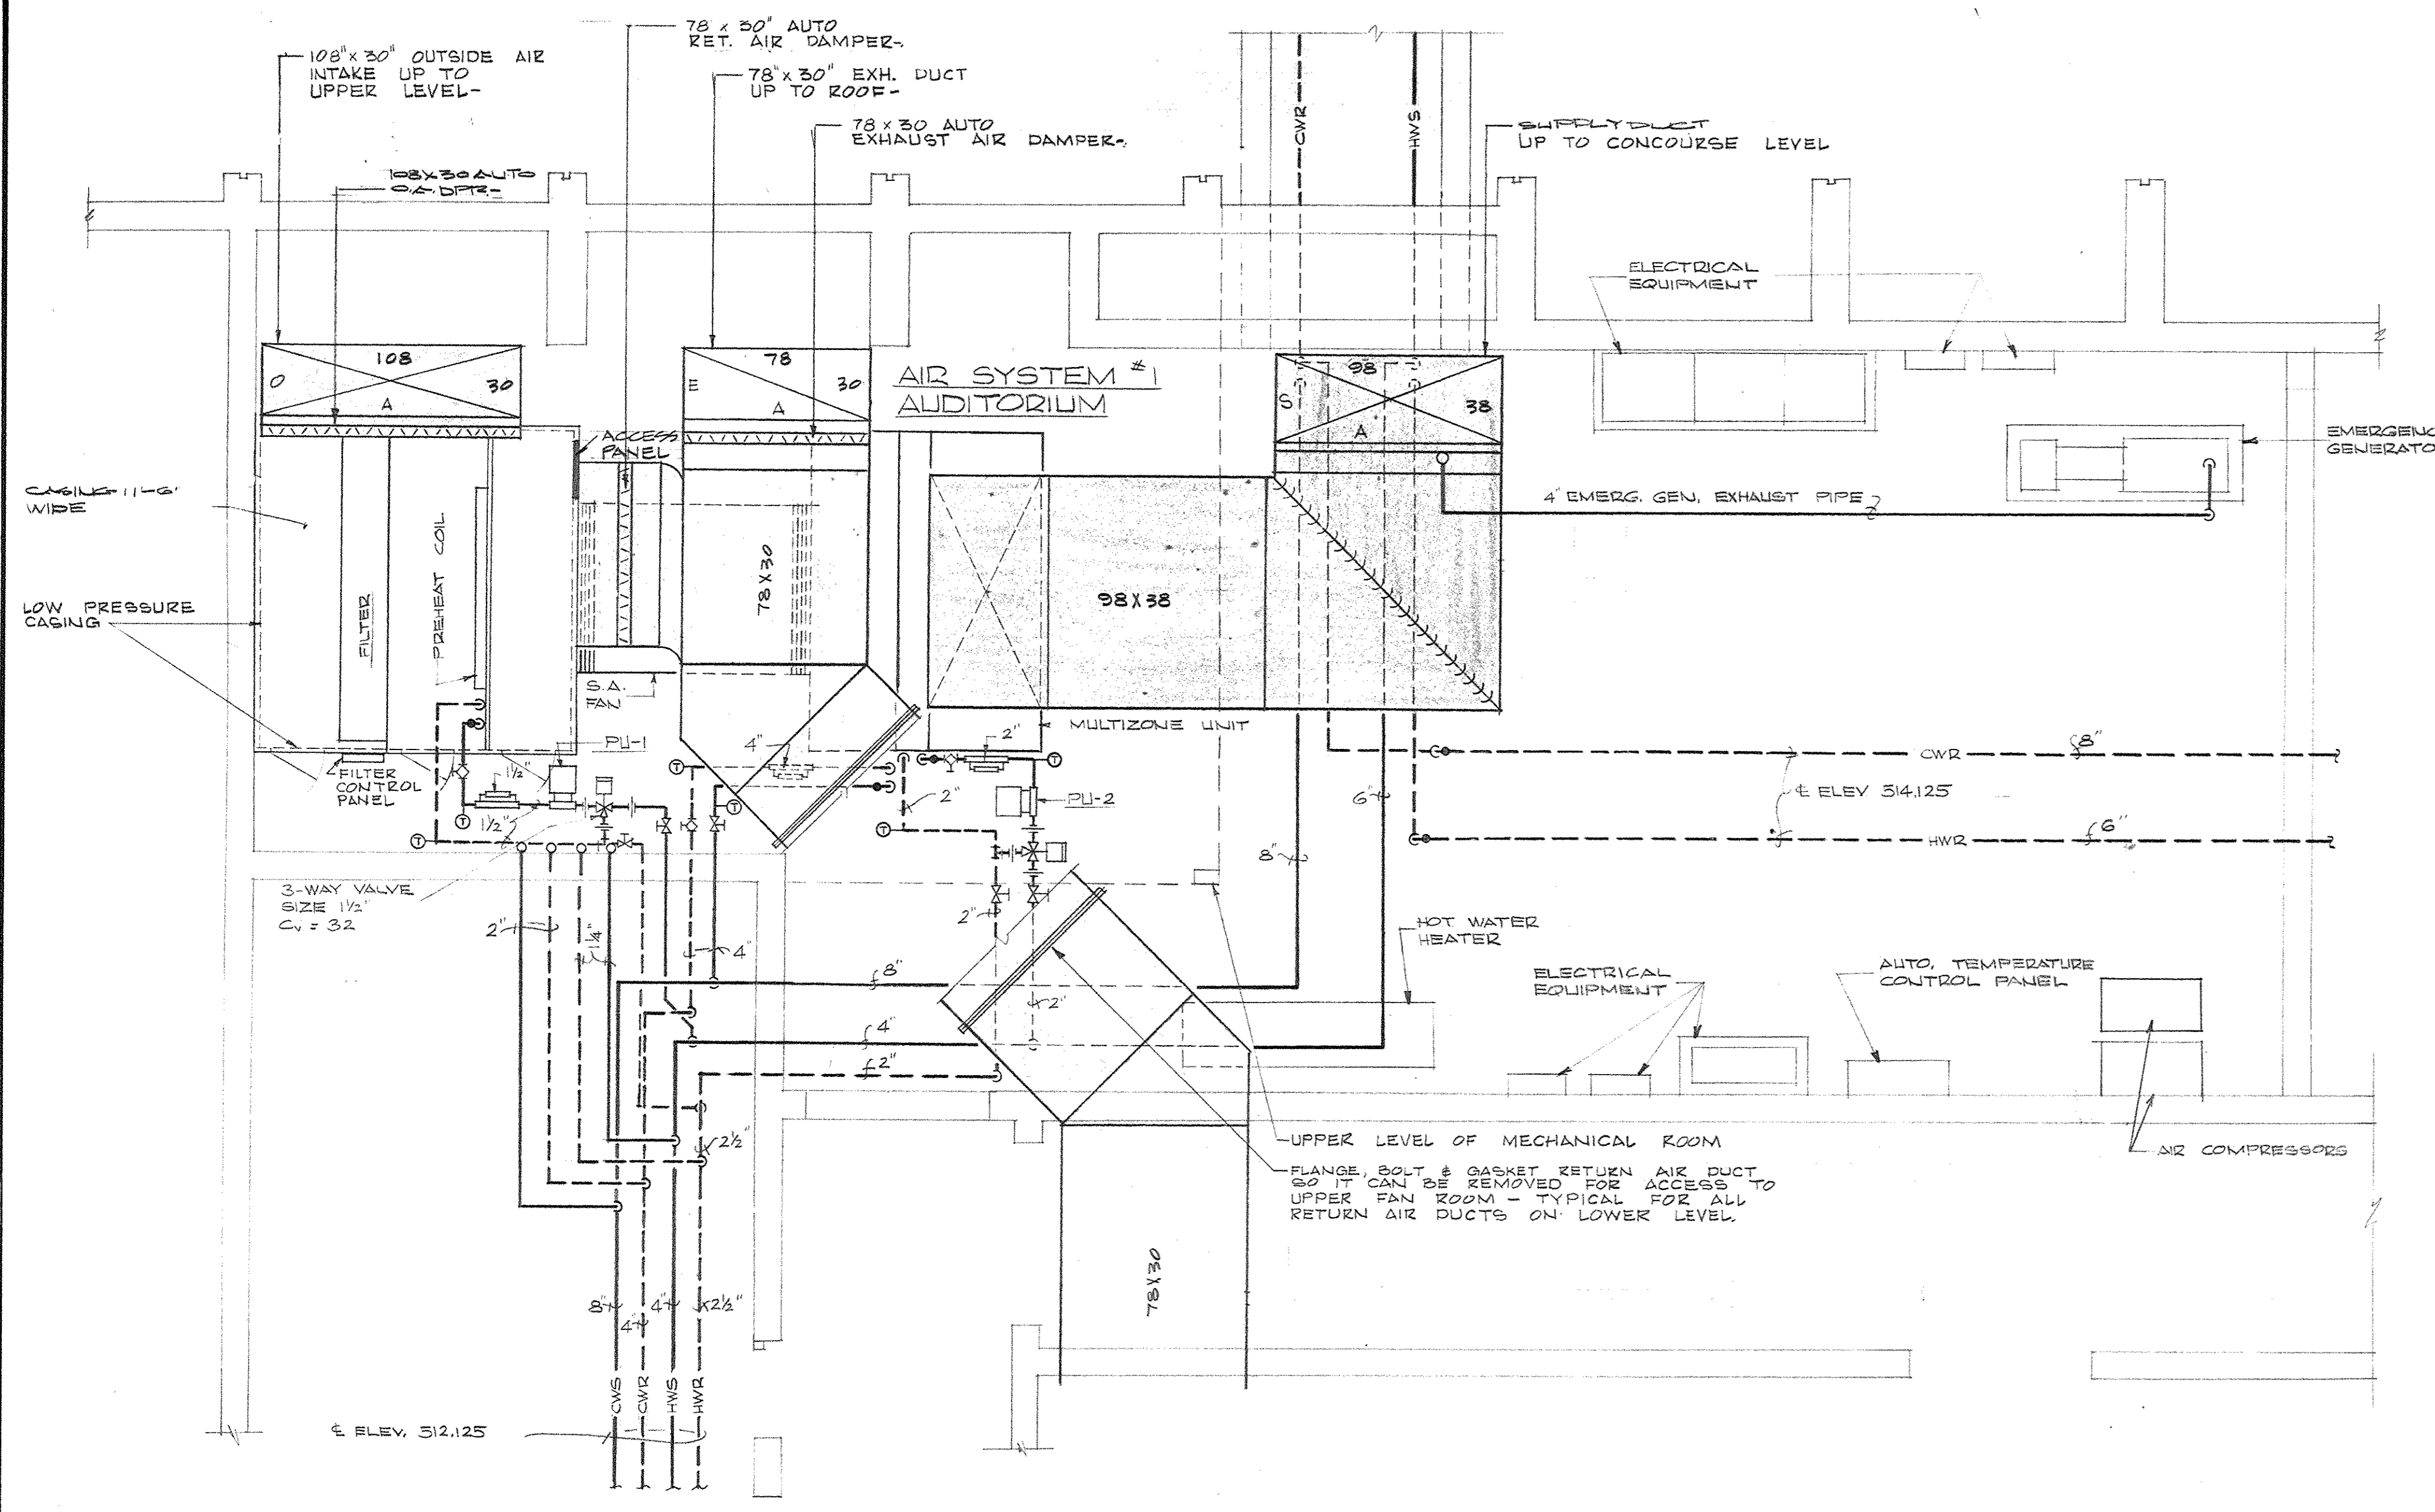 78 x 30" AUTO
RET. AIR DAMPER-
108" x 30" OUTSIDE AIR
INTAKE UP TO
UPPER LEVEL-
78" x 30" EXH. DUCT
UP TO ROOF-
78 x 30 AUTO
EXHAUST AIR DAMPER-
CWR
HWS
SUPPLY DUCT
UP TO CONCOURSE LEVEL
108X30 AUTO
O.A. DPR-
ELECTRICAL
EQUIPMENT
108
O
30
A
78
E
30
A
AIR SYSTEM #1
AUDITORIUM
98
S
38
A
ACCESS
PANEL
EMERGENC
GENERATO
CASING 11'-6"
WIDE
4" EMERG. GEN. EXHAUST PIPE
PREHEAT COIL
FILTER
78X30
98X38
LOW PRESSURE
CASING
S.A.
FAN
MULTIZONE UNIT
PU-1
4"
2"
T
T
CWR
8"
FILTER
CONTROL
PANEL
1½"
1½"
T
T
T
T
2"
PU-2
6"
℄ ELEV 314.125
HWR
6"
8"
3-WAY VALVE
SIZE 1½"
Cv = 32
2"
1¼"
4"
2"
HOT WATER
HEATER
8"
2"
ELECTRICAL
EQUIPMENT
AUTO. TEMPERATURE
CONTROL PANEL
4"
2"
2½"
UPPER LEVEL OF MECHANICAL ROOM
AIR COMPRESSORS
FLANGE, BOLT & GASKET RETURN AIR DUCT
SO IT CAN BE REMOVED FOR ACCESS TO
UPPER FAN ROOM - TYPICAL FOR ALL
RETURN AIR DUCTS ON LOWER LEVEL.
78X30
8"
4"
4"
2½"
CWS
CWR
HWS
HWR
℄ ELEV. 312.125